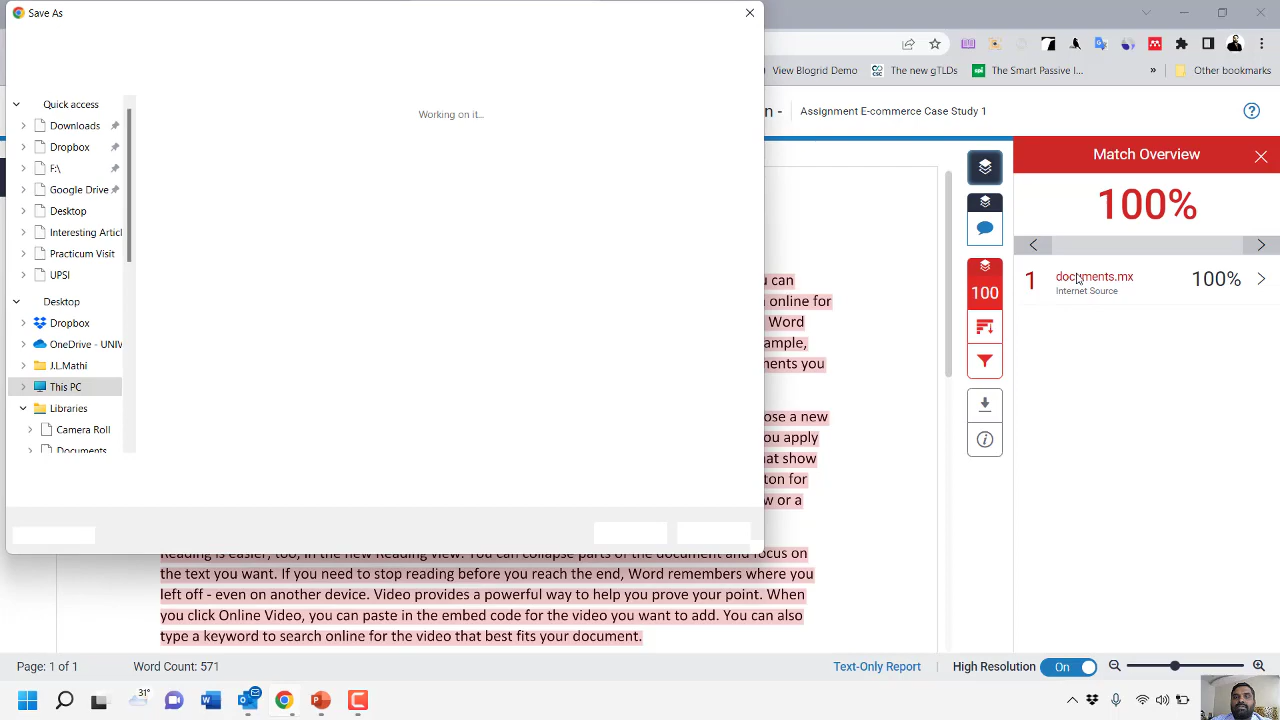 Save As
View Blogrid Demo
The new gTLDs
The Smart Passive I...
»
Other bookmarks
Quick access
Downloads
Dropbox
F:\
Google Drive
Desktop
Interesting Articl
Practicum Visit
UPSI
Desktop
Dropbox
OneDrive - UNIV
J.L.Mathi
This PC
Libraries
Camera Roll
Documents
Working on it...
n -
Assignment E-commerce Case Study 1
you can
online for
Word
ample,
ments you
ose a new
you apply
hat show
ton for
w or a
Reading is easier, too, in the new Reading view. You can collapse parts of the document and focus on
the text you want. If you need to stop reading before you reach the end, Word remembers where you
left off - even on another device. Video provides a powerful way to help you prove your point. When
you click Online Video, you can paste in the embed code for the video you want to add. You can also
type a keyword to search online for the video that best fits your document.
100
Match Overview
100%
1
documents.mx
100%
Internet Source
Page: 1 of 1
Word Count: 571
Text-Only Report
High Resolution
On
31°